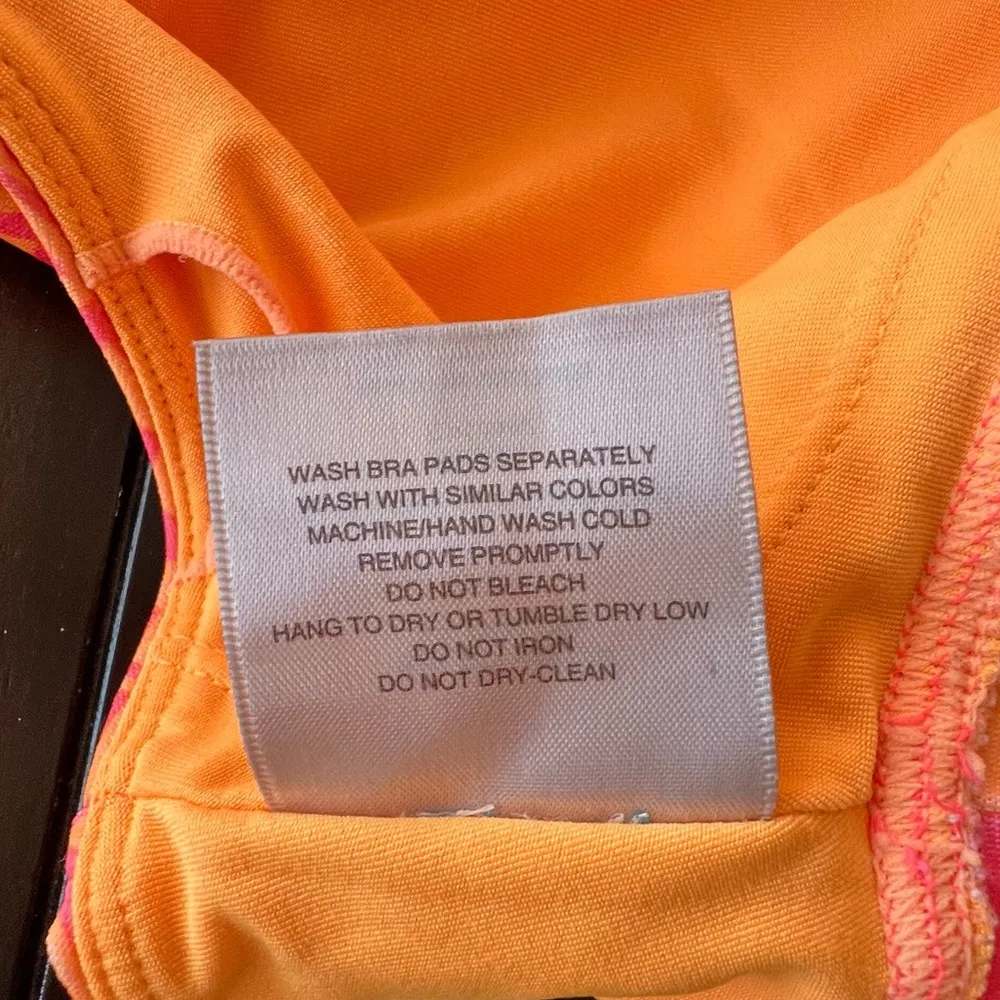 WASH BRA PADS SEPARATELY
WASH WITH SIMILAR COLORS
MACHINE/HAND WASH COLD
REMOVE PROMPTLY
DO NOT BLEACH
HANG TO DRY OR TUMBLE DRY LOW
DO NOT IRON
DO NOT DRY-CLEAN